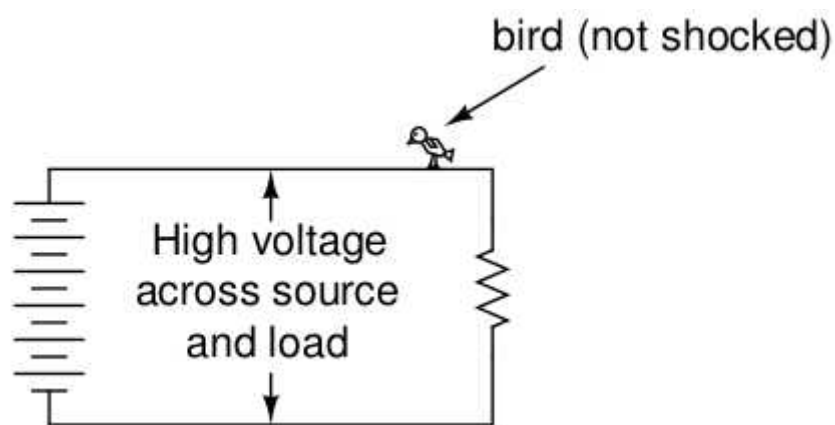 bird (not shocked)
High voltage
across source
and load